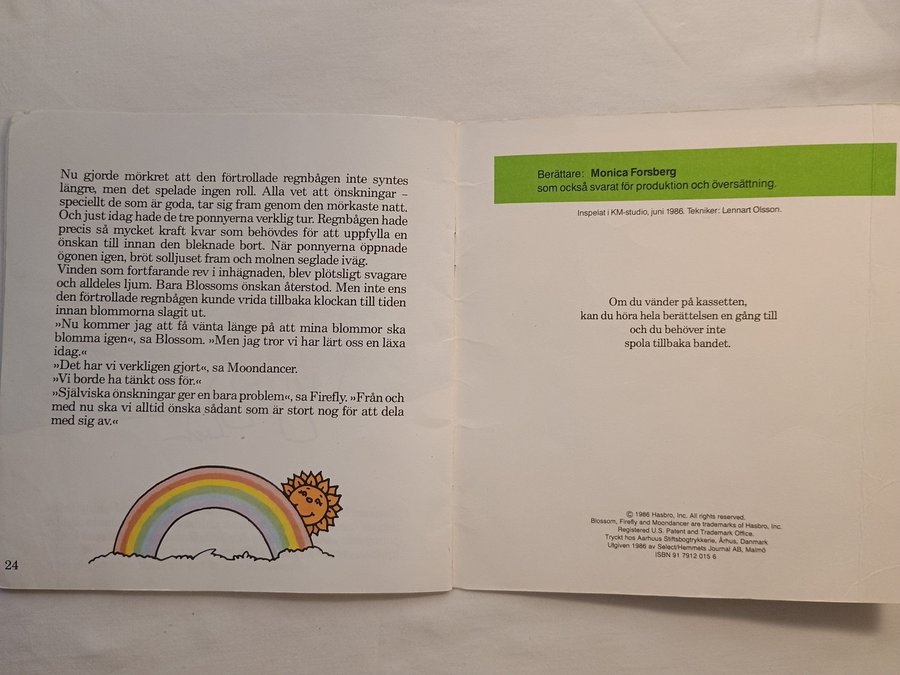 Nu gjorde mörkret att den förtrollade regnbågen inte syntes
längre, men det spelade ingen roll. Alla vet att önskningar –
speciellt de som är goda, tar sig fram genom den mörkaste natt.
Och just idag hade de tre ponnyerna verklig tur. Regnbågen hade
precis så mycket kraft kvar som behövdes för att uppfylla en
önskan till innan den bleknade bort. När ponnyerna öppnade
ögonen igen, bröt solljuset fram och molnen seglade iväg.
Vinden som fortfarande rev i inhägnaden, blev plötsligt svagare
och alldeles ljum. Bara Blossoms önskan återstod. Men inte ens
den förtrollade regnbågen kunde vrida tillbaka klockan till tiden
innan blommorna slagit ut.
»Nu kommer jag att få vänta länge på att mina blommor ska
blomma igen«, sa Blossom. »Men jag tror vi har lärt oss en läxa
idag.«
»Det har vi verkligen gjort«, sa Moondancer.
»Vi borde ha tänkt oss för.«
»Själviska önskningar ger en bara problem«, sa Firefly. »Från och
med nu ska vi alltid önska sådant som är stort nog för att dela
med sig av.«
24
Berättare: Monica Forsberg
som också svarat för produktion och översättning.
Inspelat i KM-studio, juni 1986. Tekniker: Lennart Olsson.
Om du vänder på kassetten,
kan du höra hela berättelsen en gång till
och du behöver inte
spola tillbaka bandet.
© 1986 Hasbro, Inc. All rights reserved.
Blossom, Firefly and Moondancer are trademarks of Hasbro, Inc.
Registered U.S. Patent and Trademark Office.
Tryckt hos Aarhuus Stiftsbogtrykkerie, Århus, Danmark
Utgiven 1986 av Select/Hemmets Journal AB, Malmö
ISBN 91 7912 015 6